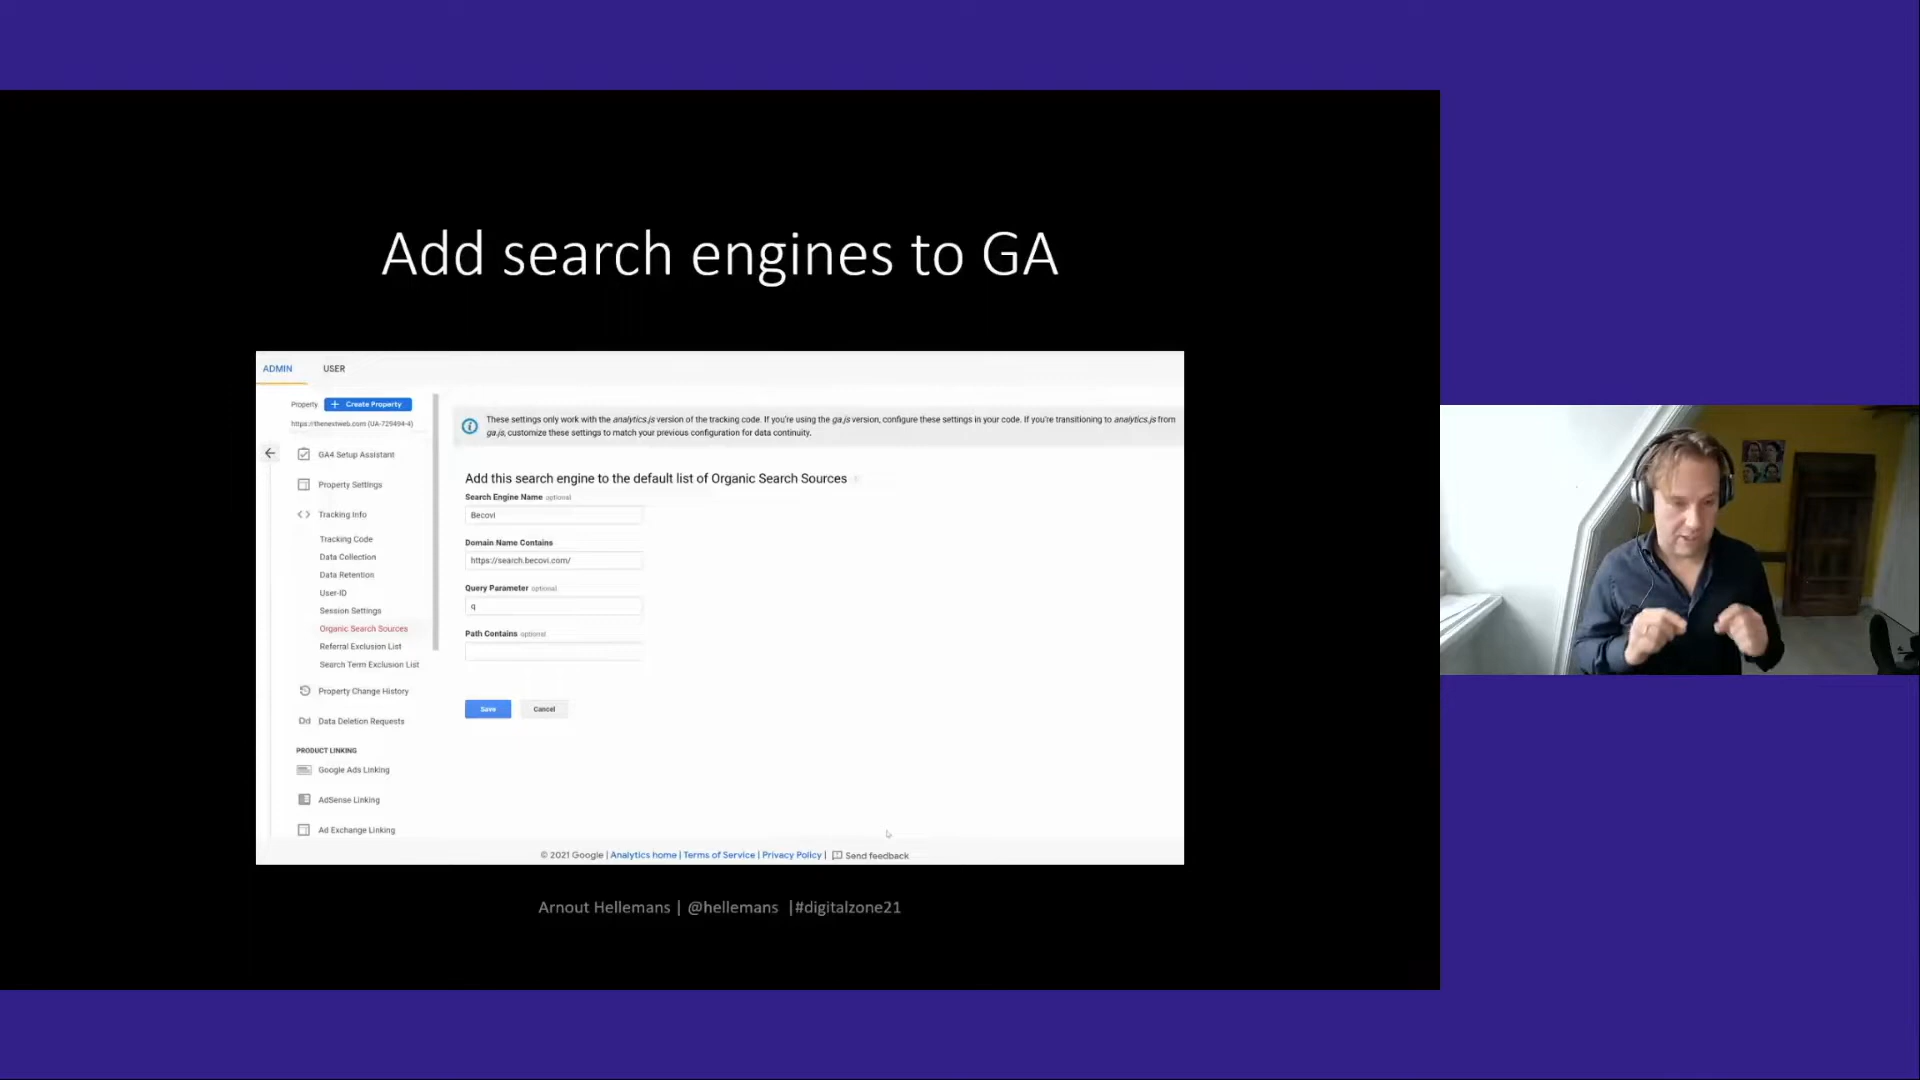 Add search engines to GA
ADMIN
USER
Property
+ Create Property
https://thenextweb.com (UA-729494-4)
GA4 Setup Assistant
Property Settings
Tracking Info
Tracking Code
Data Collection
Data Retention
User-ID
Session Settings
Organic Search Sources
Referral Exclusion List
Search Term Exclusion List
Property Change History
Dd Data Deletion Requests
PRODUCT LINKING
Google Ads Linking
AdSense Linking
Ad Exchange Linking
These settings only work with the analytics.js version of the tracking code. If you're using the ga.js version, configure these settings in your code. If you're transitioning to analytics.js from
ga.js, customize these settings to match your previous configuration for data continuity.
Add this search engine to the default list of Organic Search Sources
Search Engine Name optional
Becovi
Domain Name Contains
https://search.becovi.com/
Query Parameter optional
q
Path Contains optional
Save
Cancel
© 2021 Google | Analytics home | Terms of Service | Privacy Policy | Send feedback
Arnout Hellemans | @hellemans |#digitalzone21